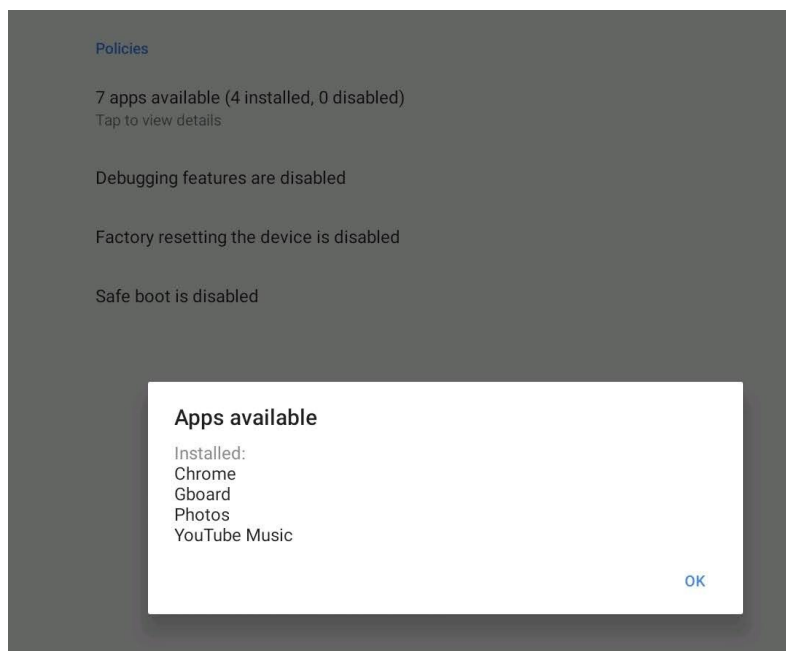 Policies
7 apps available (4 installed, 0 disabled)
Tap to view details
Debugging features are disabled
Factory resetting the device is disabled
Safe boot is disabled
Apps available
Installed:
Chrome
Gboard
Photos
YouTube Music
OK